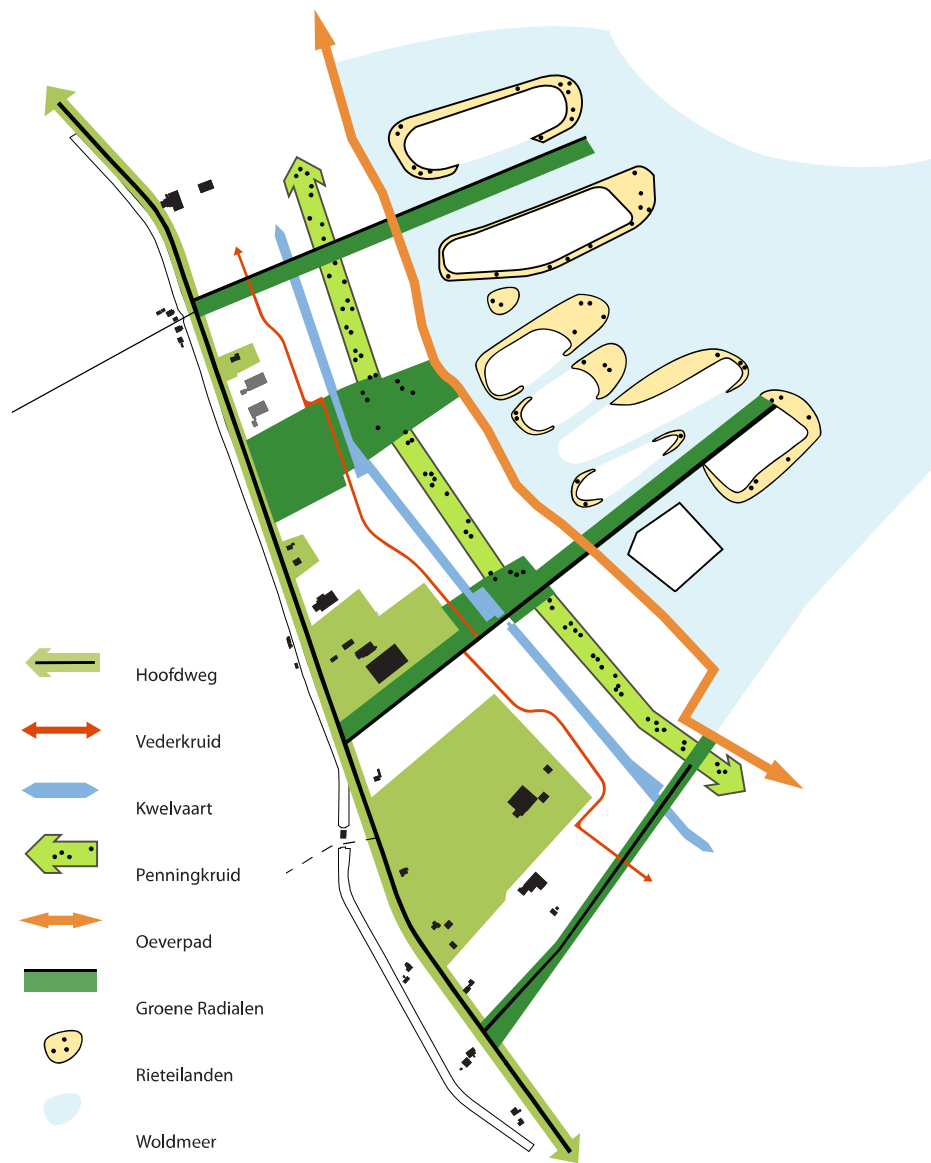 Hoofdweg
Vederkruid
Kwelvaart
Penningkruid
Oeverpad
Groene Radialen
Rieteilanden
Woldmeer